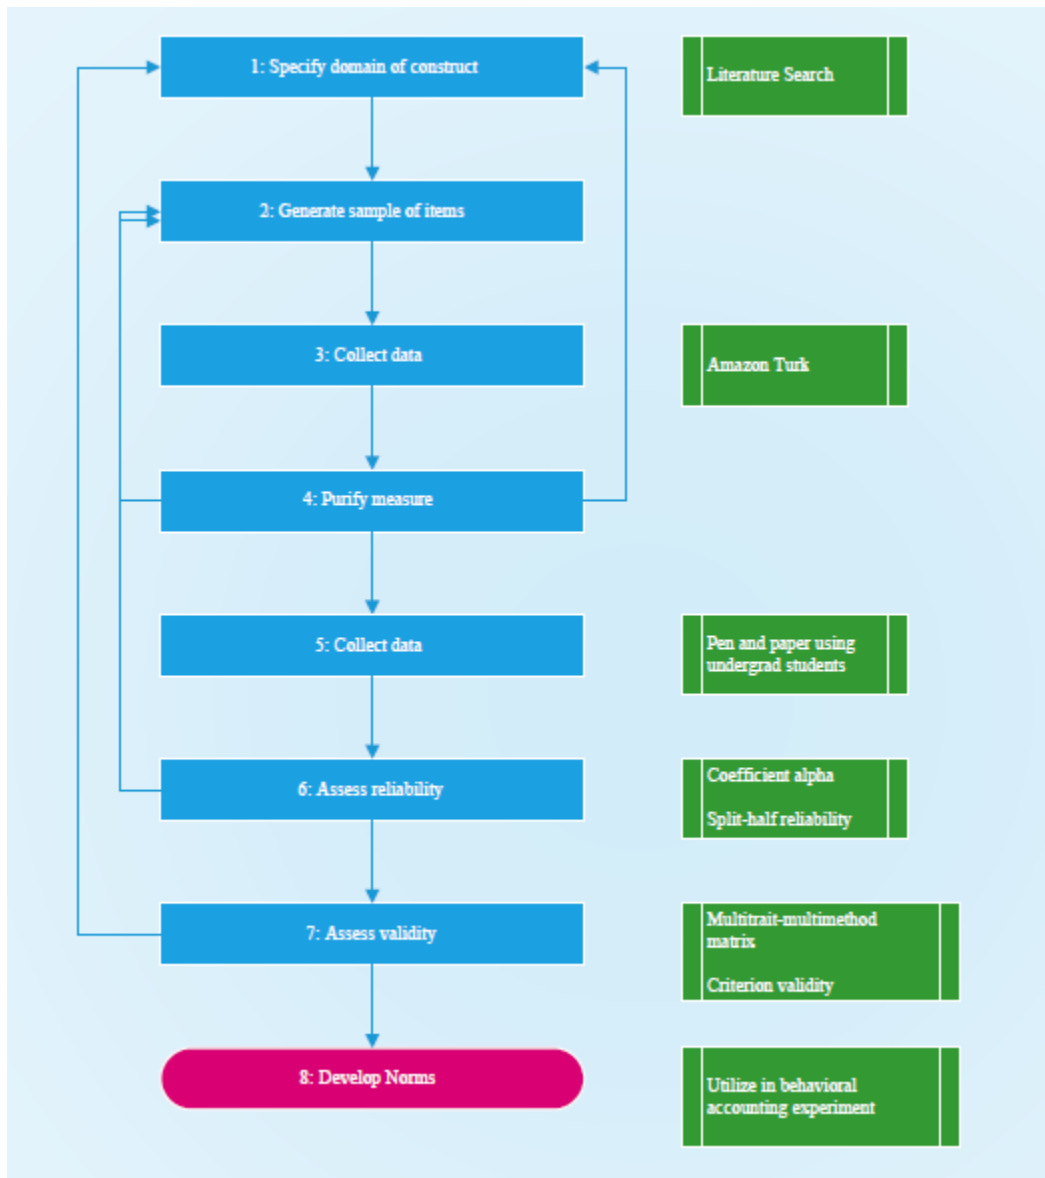 1: Specify domain of construct
Literature Search
2: Generate sample of items
3: Collect data
Amazon Turk
4: Purify measure
5: Collect data
Pen and paper using
undergrad students
6: Assess reliability
Coefficient alpha
Split-half reliability
7: Assess validity
Multitrait-multimethod
matrix
Criterion validity
8: Develop Norms
Utilize in behavioral
accounting experiment